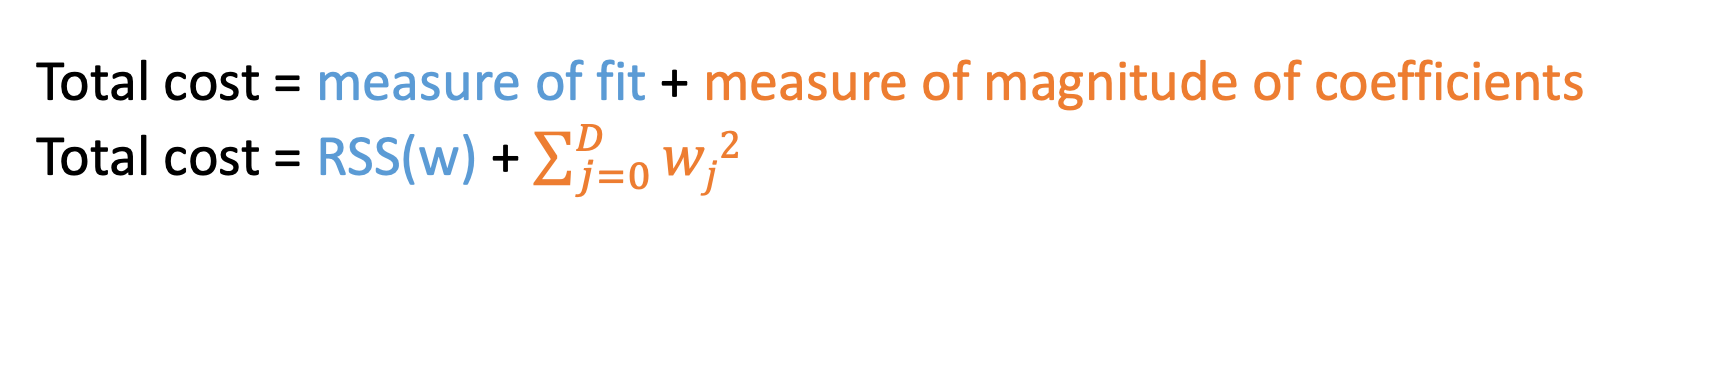 Total cost = measure of fit + measure of magnitude of coefficients
Total cost = RSS(w) + ∑_{j=0}^{D} w_j^2